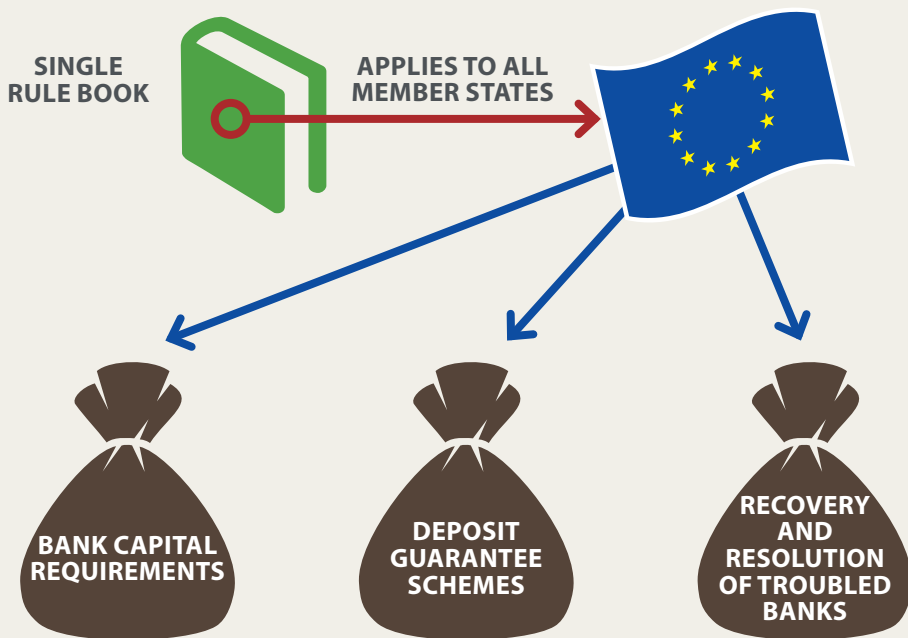 SINGLE
RULE BOOK
APPLIES TO ALL
MEMBER STATES
BANK CAPITAL
REQUIREMENTS
DEPOSIT
GUARANTEE
SCHEMES
RECOVERY
AND
RESOLUTION
OF TROUBLED
BANKS